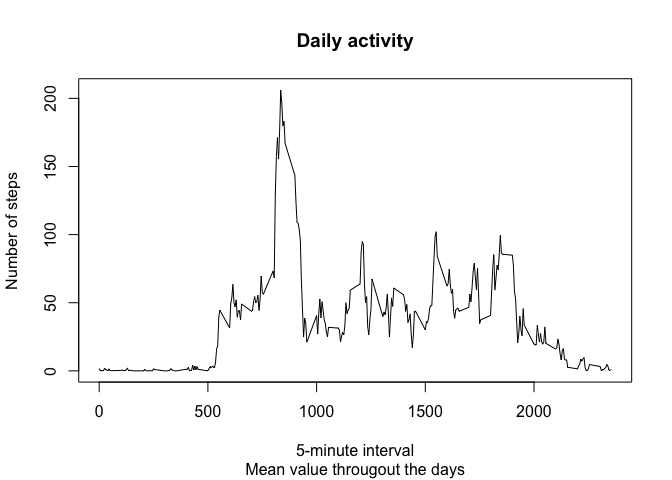 Daily activity
Number of steps
200
150
100
50
0
0 500 1000 1500 2000
5-minute interval
Mean value througout the days